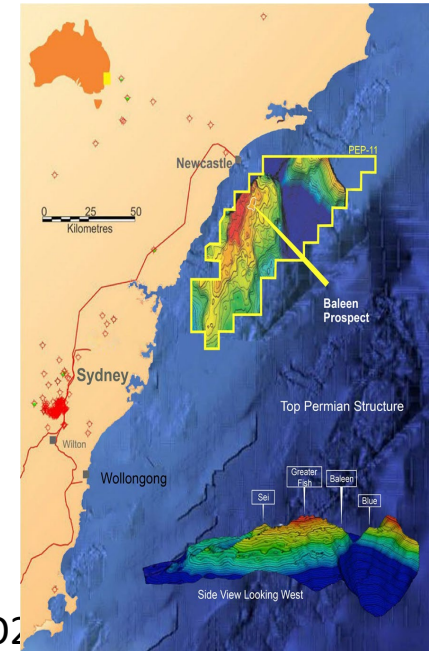 PEP-11
Newcastle
0 25 50
Kilometres
Baleen
Prospect
Sydney
Top Permian Structure
Wilton
Wollongong
Greater
Fish
Sei
Baleen
Blue
Side View Looking West
02